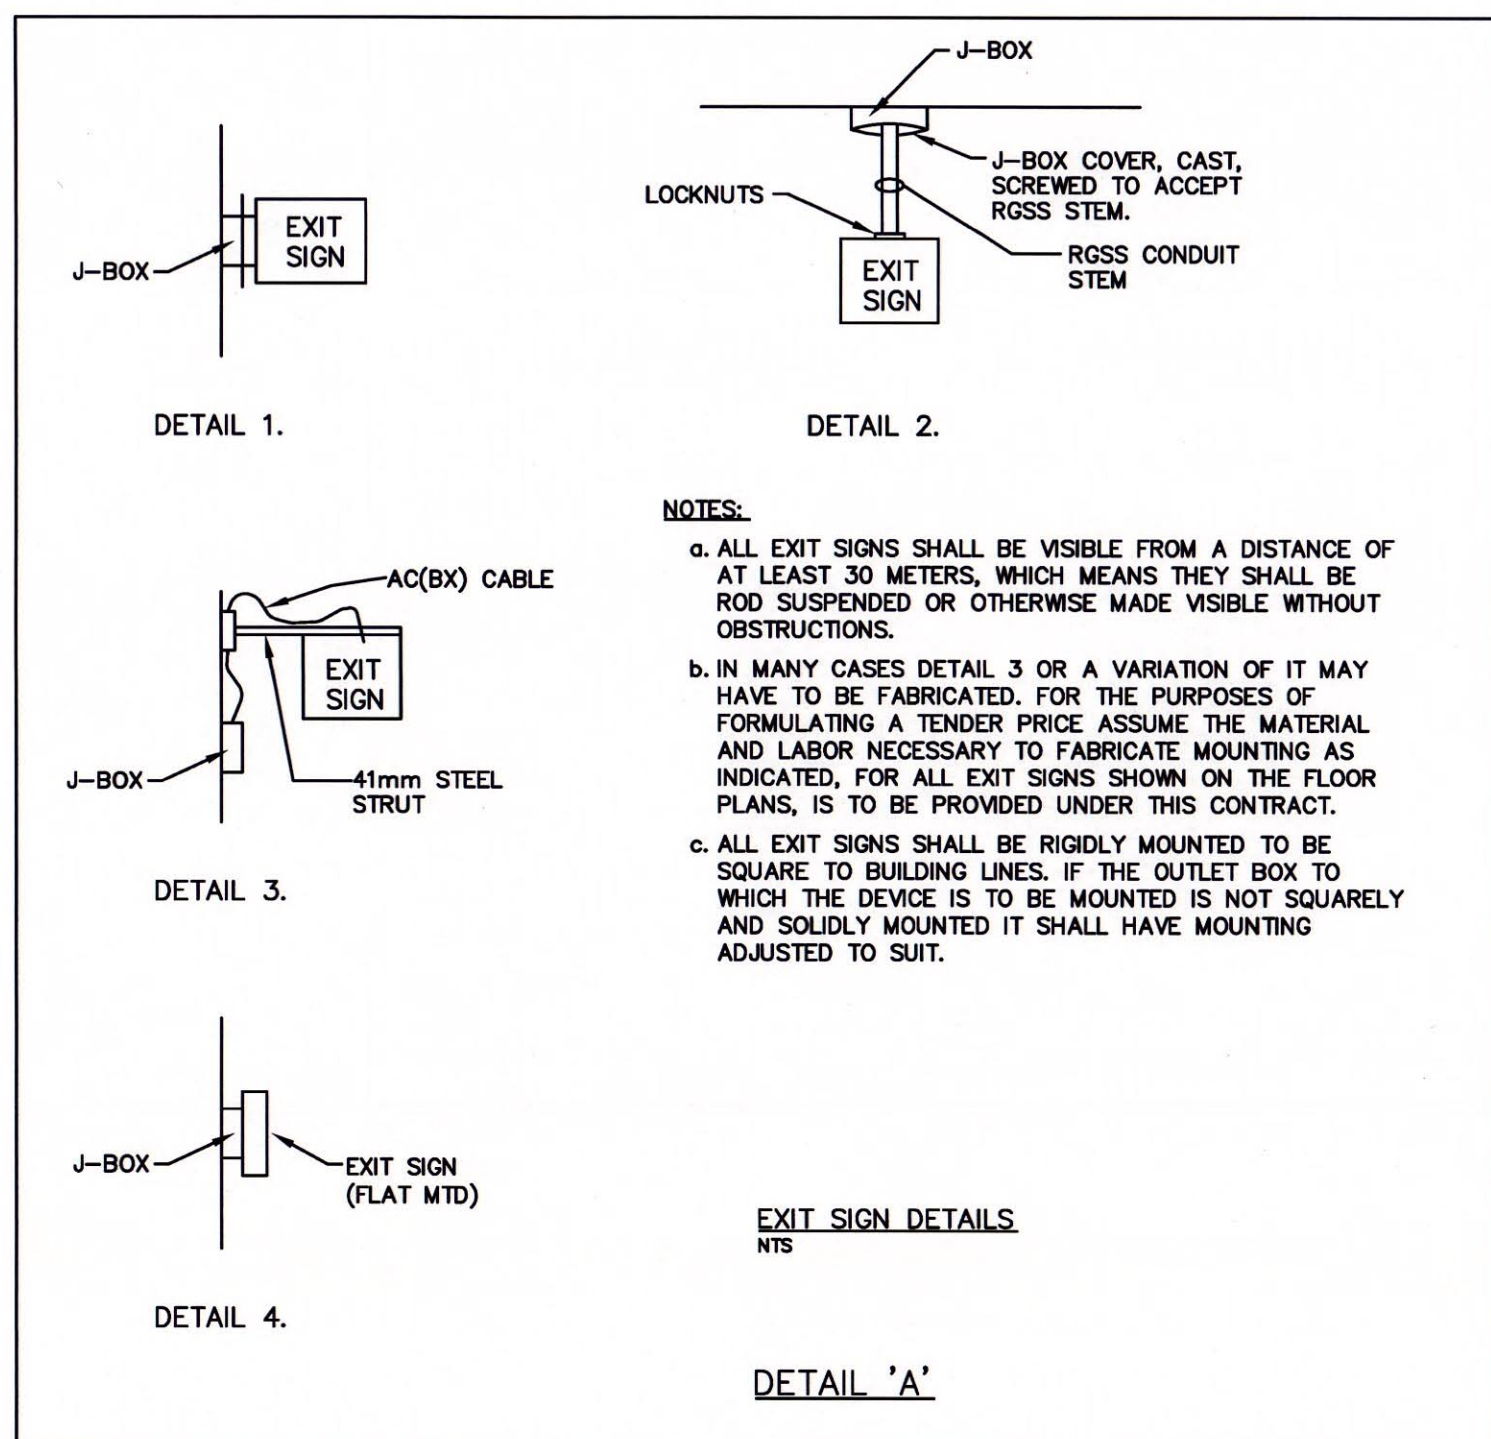 EXIT
SIGN
J-BOX
DETAIL 1.
J-BOX
J-BOX COVER, CAST,
SCREWED TO ACCEPT
RGSS STEM.
LOCKNUTS
RGSS CONDUIT
STEM
EXIT
SIGN
DETAIL 2.
AC(BX) CABLE
EXIT
SIGN
J-BOX
41mm STEEL
STRUT
DETAIL 3.
J-BOX
EXIT SIGN
(FLAT MTD)
DETAIL 4.
NOTES:
a. ALL EXIT SIGNS SHALL BE VISIBLE FROM A DISTANCE OF
AT LEAST 30 METERS, WHICH MEANS THEY SHALL BE
ROD SUSPENDED OR OTHERWISE MADE VISIBLE WITHOUT
OBSTRUCTIONS.
b. IN MANY CASES DETAIL 3 OR A VARIATION OF IT MAY
HAVE TO BE FABRICATED. FOR THE PURPOSES OF
FORMULATING A TENDER PRICE ASSUME THE MATERIAL
AND LABOR NECESSARY TO FABRICATE MOUNTING AS
INDICATED, FOR ALL EXIT SIGNS SHOWN ON THE FLOOR
PLANS, IS TO BE PROVIDED UNDER THIS CONTRACT.
c. ALL EXIT SIGNS SHALL BE RIGIDLY MOUNTED TO BE
SQUARE TO BUILDING LINES. IF THE OUTLET BOX TO
WHICH THE DEVICE IS TO BE MOUNTED IS NOT SQUARELY
AND SOLIDLY MOUNTED IT SHALL HAVE MOUNTING
ADJUSTED TO SUIT.
EXIT SIGN DETAILS
NTS
DETAIL 'A'